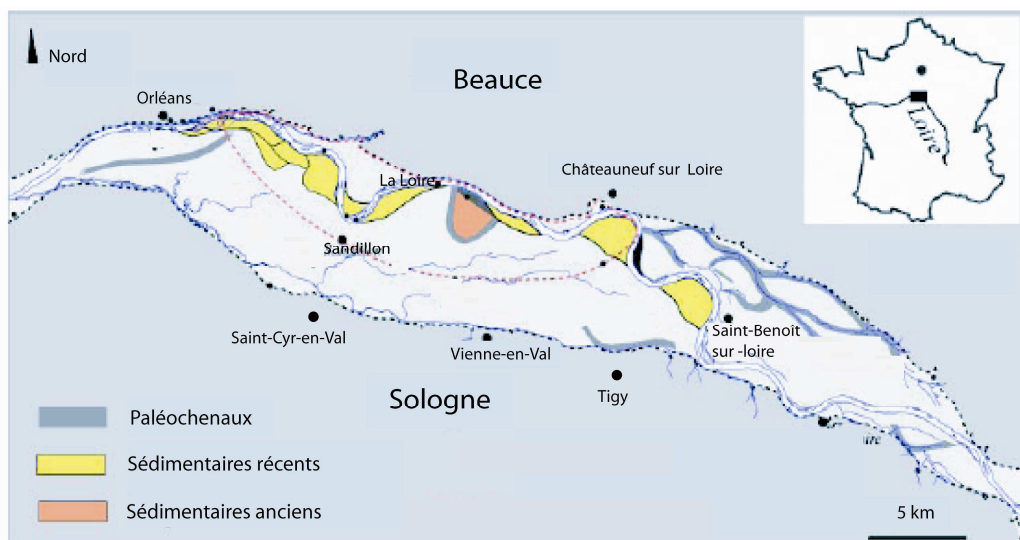 Nord
Beauce
Orléans
Loire
Châteauneuf sur Loire
La Loire
Sandillon
Saint-Cyr-en-Val
Vienne-en-Val
Saint-Benoit
sur -loire
Tigy
Sologne
Paléochenaux
Sédimentaires récents
Sédimentaires anciens
5 km